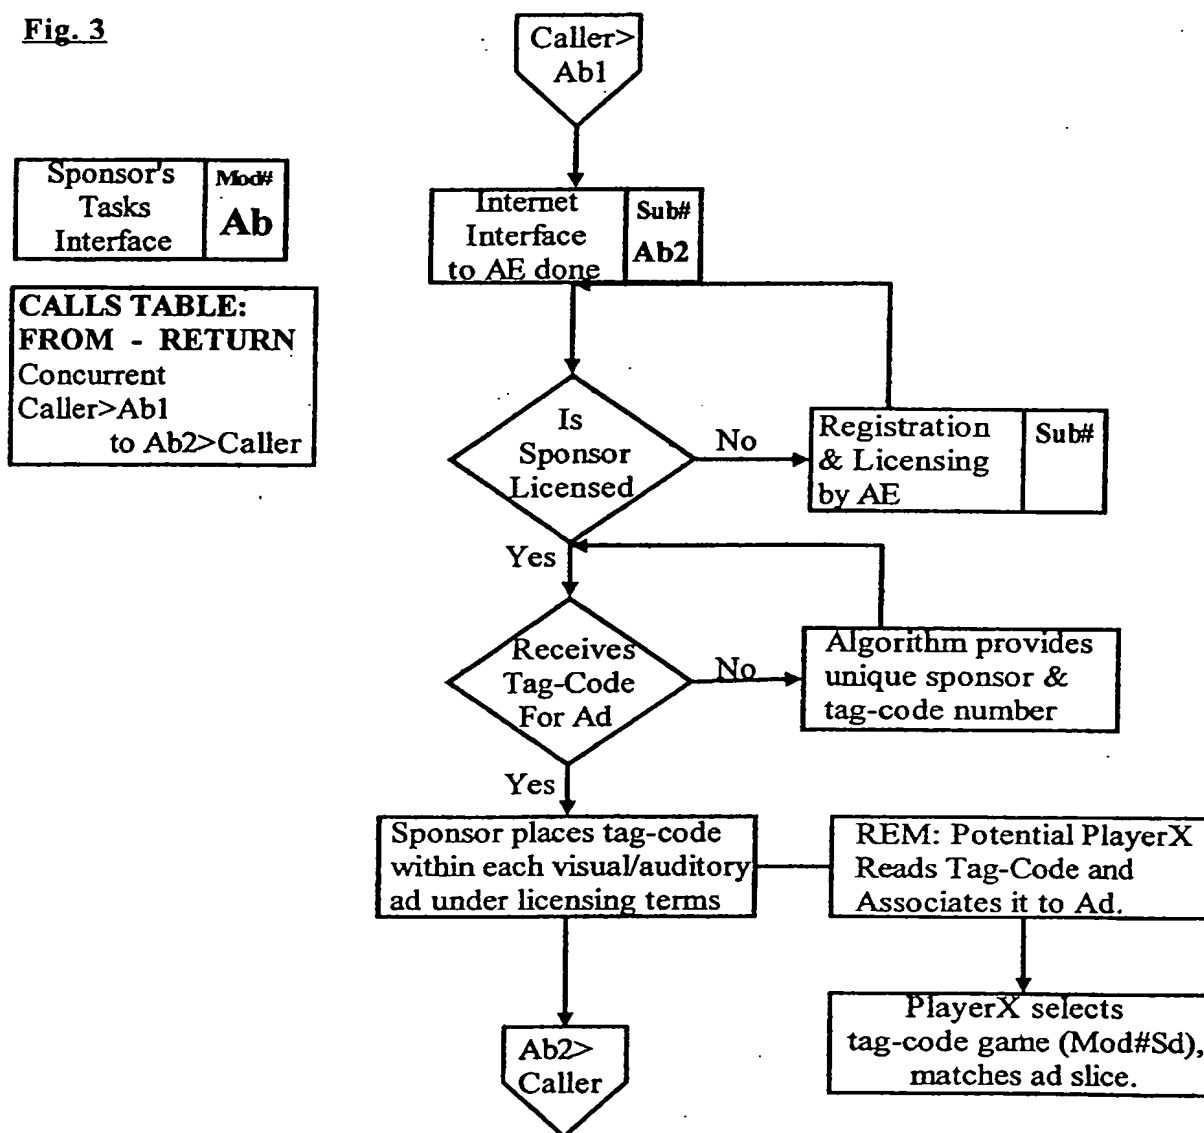 Fig. 3
Caller>
Ab1
Sponsor's
Tasks
Interface
Mod#
Ab
Internet
Interface
to AE done
Sub#
Ab2
CALLS TABLE:
FROM - RETURN
Concurrent
Caller>Ab1
to Ab2>Caller
Is
Sponsor
Licensed
No
Registration
& Licensing
by AE
Sub#
Yes
Receives
Tag-Code
For Ad
No
Algorithm provides
unique sponsor &
tag-code number
Yes
Sponsor places tag-code
within each visual/auditory
ad under licensing terms
REM: Potential PlayerX
Reads Tag-Code and
Associates it to Ad.
PlayerX selects
tag-code game (Mod#Sd),
matches ad slice.
Ab2>
Caller